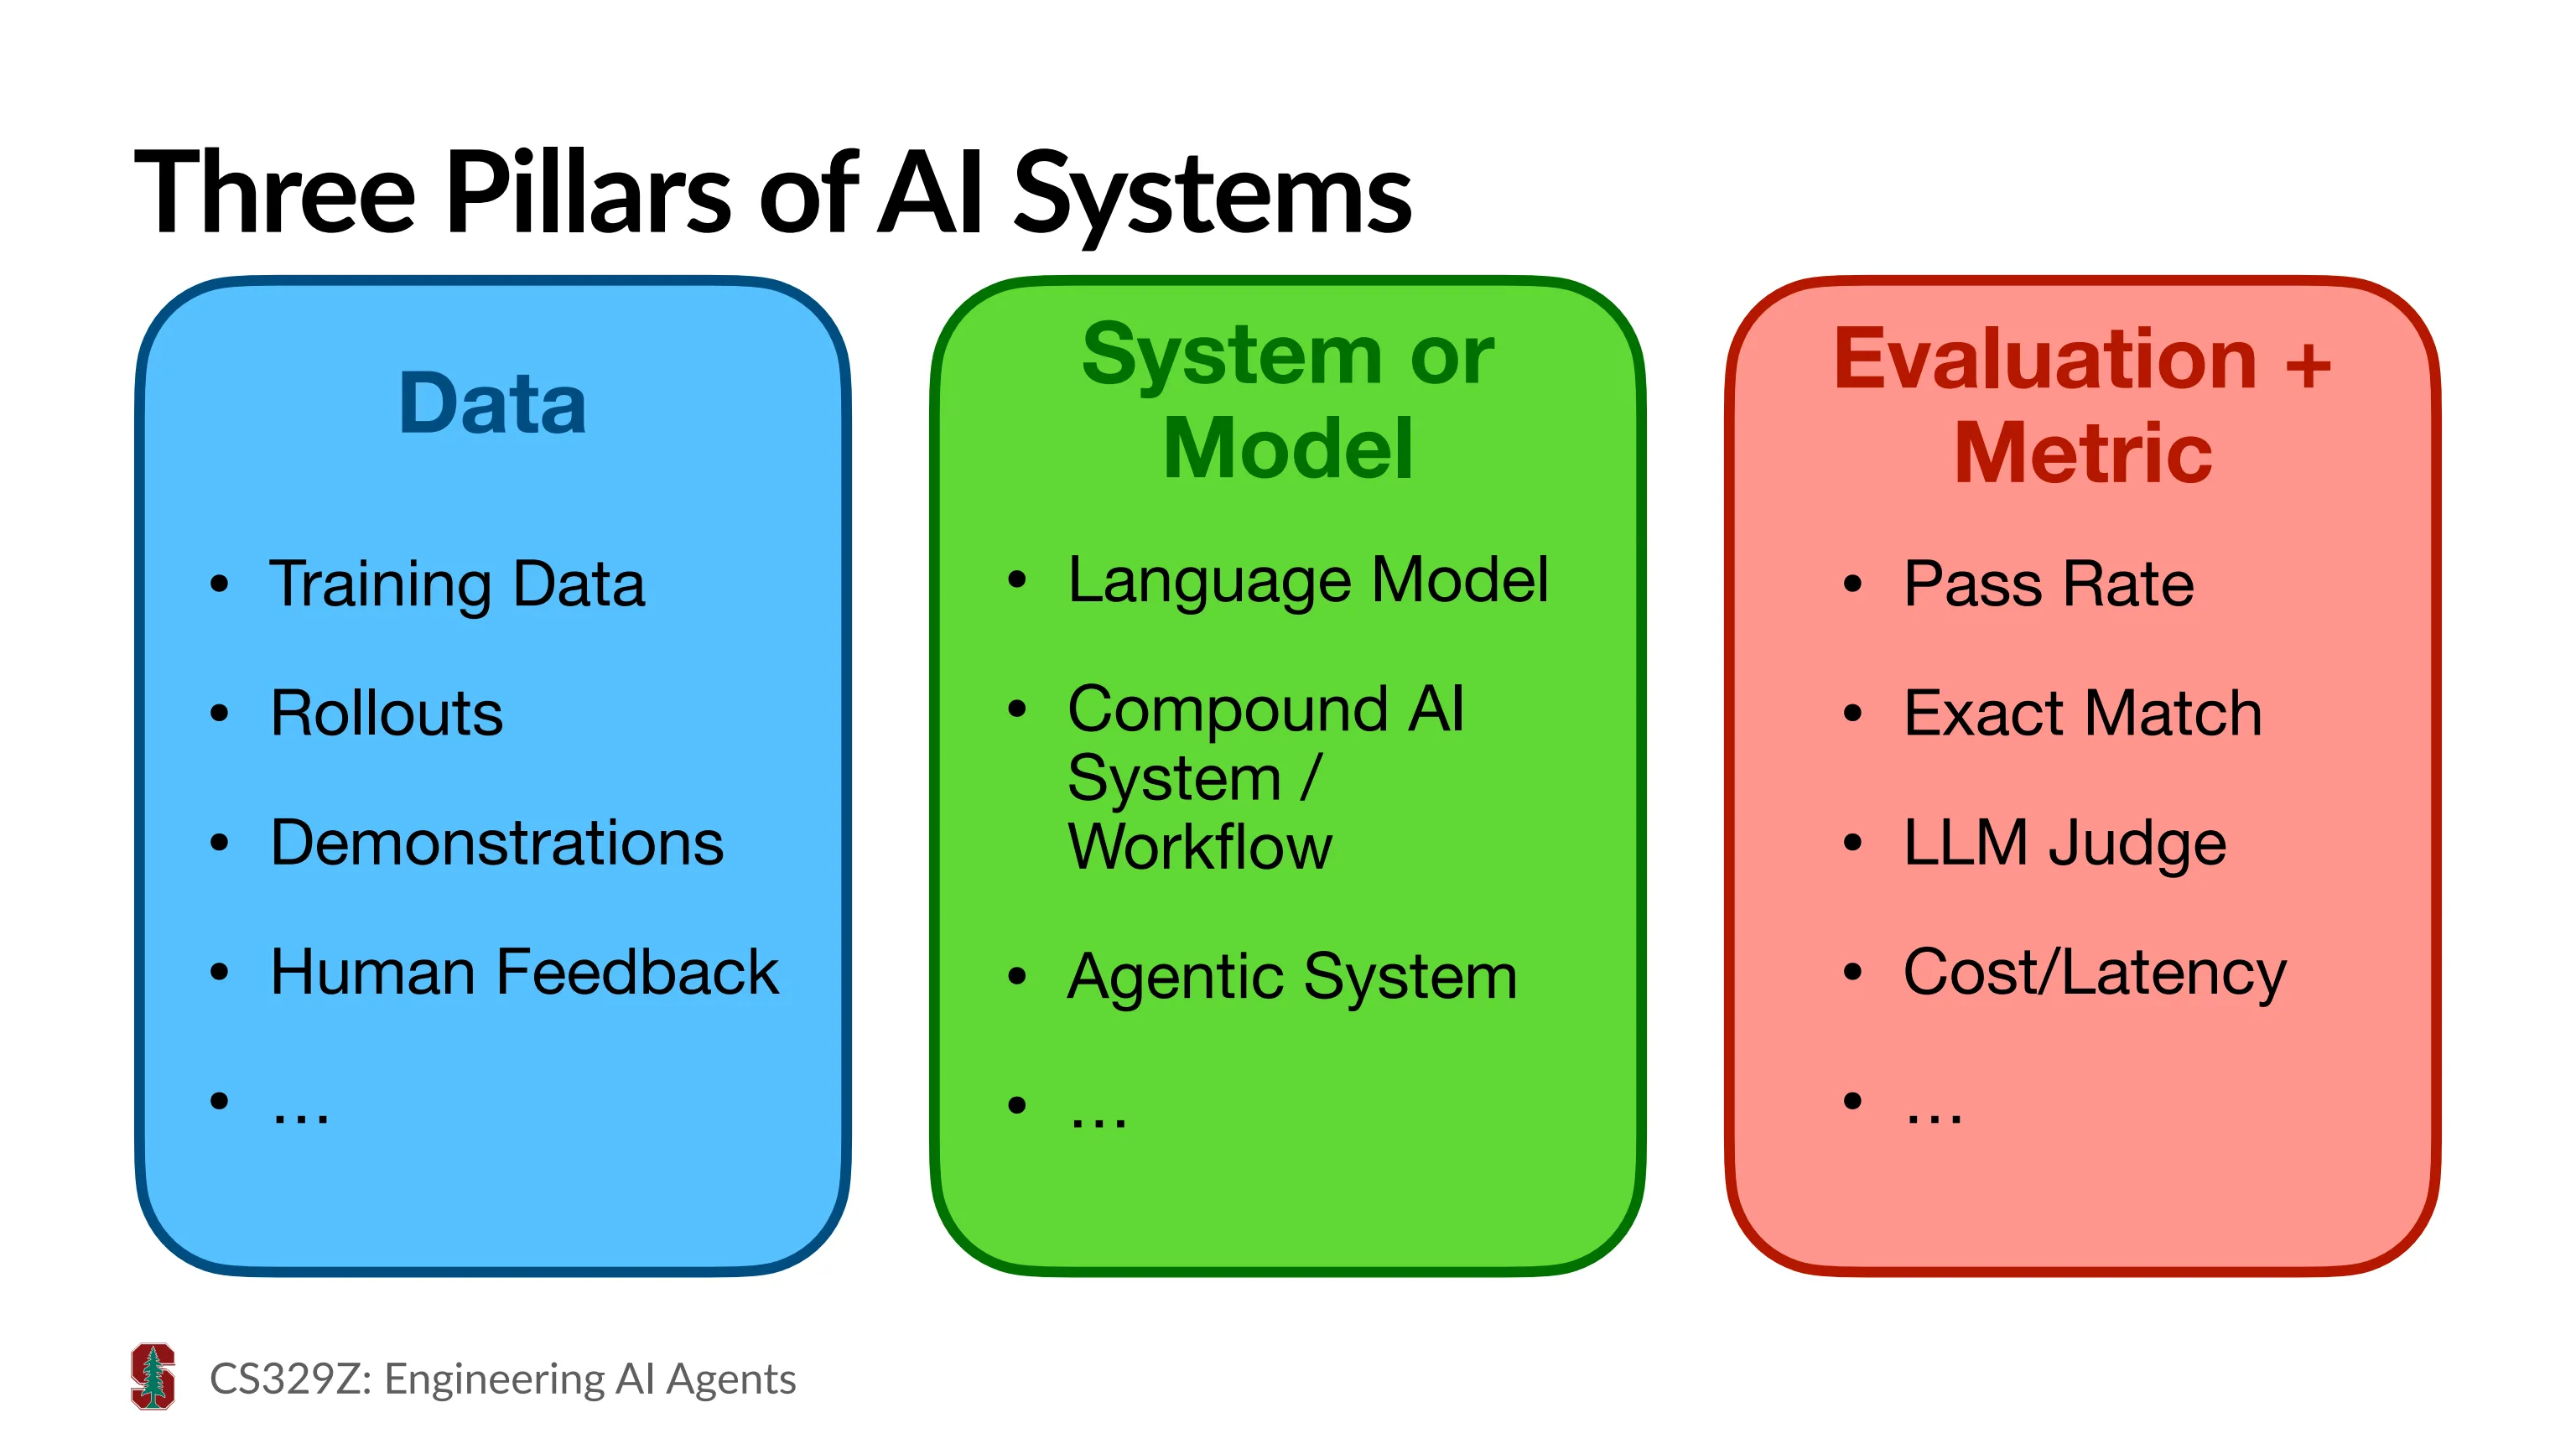 Three Pillars of AI Systems
Data
• Training Data
• Rollouts
• Demonstrations
• Human Feedback
• …
System or
Model
• Language Model
• Compound AI
System /
Workflow
• Agentic System
• …
Evaluation +
Metric
• Pass Rate
• Exact Match
• LLM Judge
• Cost/Latency
• …
CS329Z: Engineering AI Agents